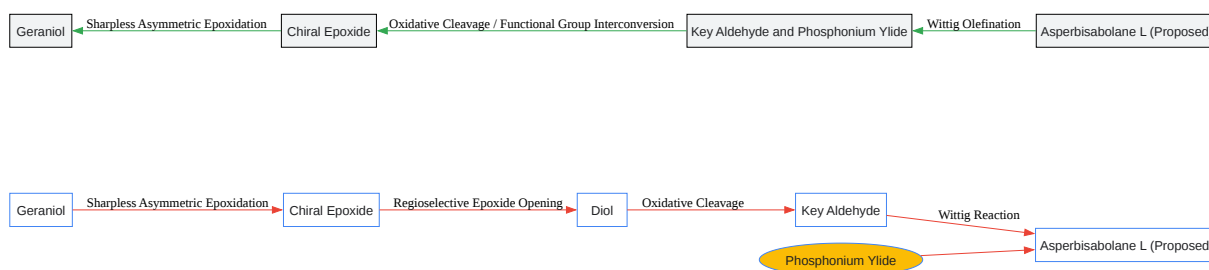 Geraniol
Sharpless Asymmetric Epoxidation
Chiral Epoxide
Oxidative Cleavage / Functional Group Interconversion
Key Aldehyde and Phosphonium Ylide
Wittig Olefination
Asperbisabolane L (Proposed
Geraniol
Sharpless Asymmetric Epoxidation
Chiral Epoxide
Regioselective Epoxide Opening
Diol
Oxidative Cleavage
Key Aldehyde
Wittig Reaction
Phosphonium Ylide
Asperbisabolane L (Proposed